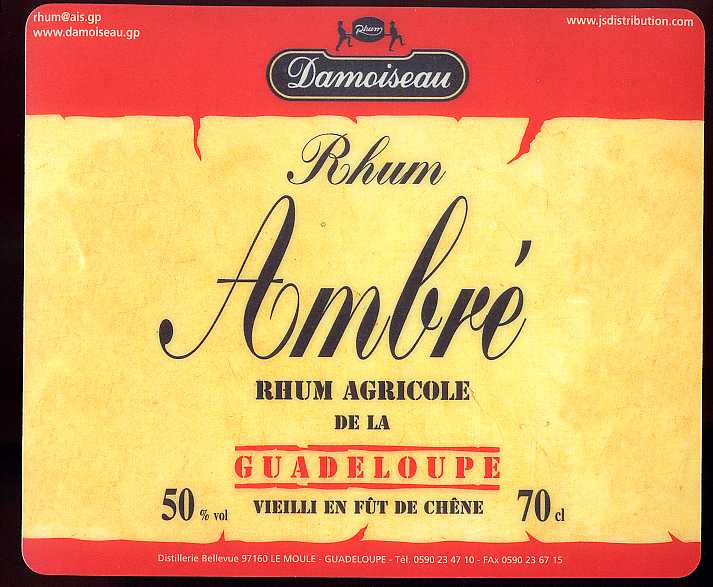 rhum@ais.gp
www.damoiseau.gp
www.jsdistribution.com
Rhum
Damoiseau
Rhum
Ambré
RHUM AGRICOLE
DE LA
GUADELOUPE
50 % vol
VIEILLI EN FÛT DE CHÊNE
70 cl
Distillerie Bellevue 97160 LE MOULE - GUADELOUPE - Tél. 0590 23 47 10 - FAx 0590 23 67 15